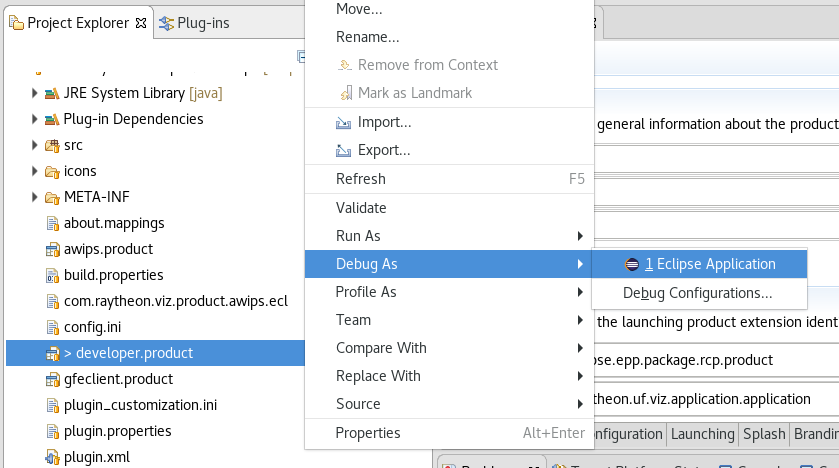 Project Explorer
Plug-ins
JRE System Library [java]
Plug-in Dependencies
src
icons
META-INF
about.mappings
awips.product
build.properties
com.raytheon.viz.product.awips.ecl
config.ini
> developer.product
gfeclient.product
plugin_customization.ini
plugin.properties
plugin.xml
Move...
Rename...
Remove from Context
Mark as Landmark
Import...
Export...
Refresh F5
Validate
Run As
Debug As
Profile As
Team
Compare With
Replace With
Source
Properties Alt+Enter
1 Eclipse Application
Debug Configurations...
general information about the product
the launching product extension ident
ose.epp.package.rcp.product
theon.uf.viz.application.application
nfiguration
Launching
Splash
Brandin